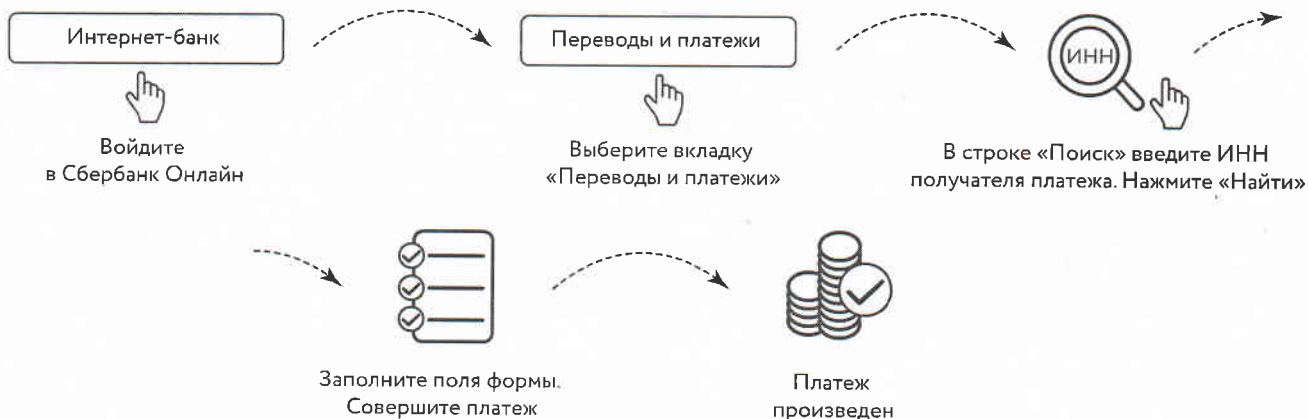 Интернет-банк
Войдите
в Сбербанк Онлайн
Переводы и платежи
Выберите вкладку
«Переводы и платежи»
ИНН
В строке «Поиск» введите ИНН
получателя платежа. Нажмите «Найти»
Заполните поля формы.
Совершите платеж
Платеж
произведен